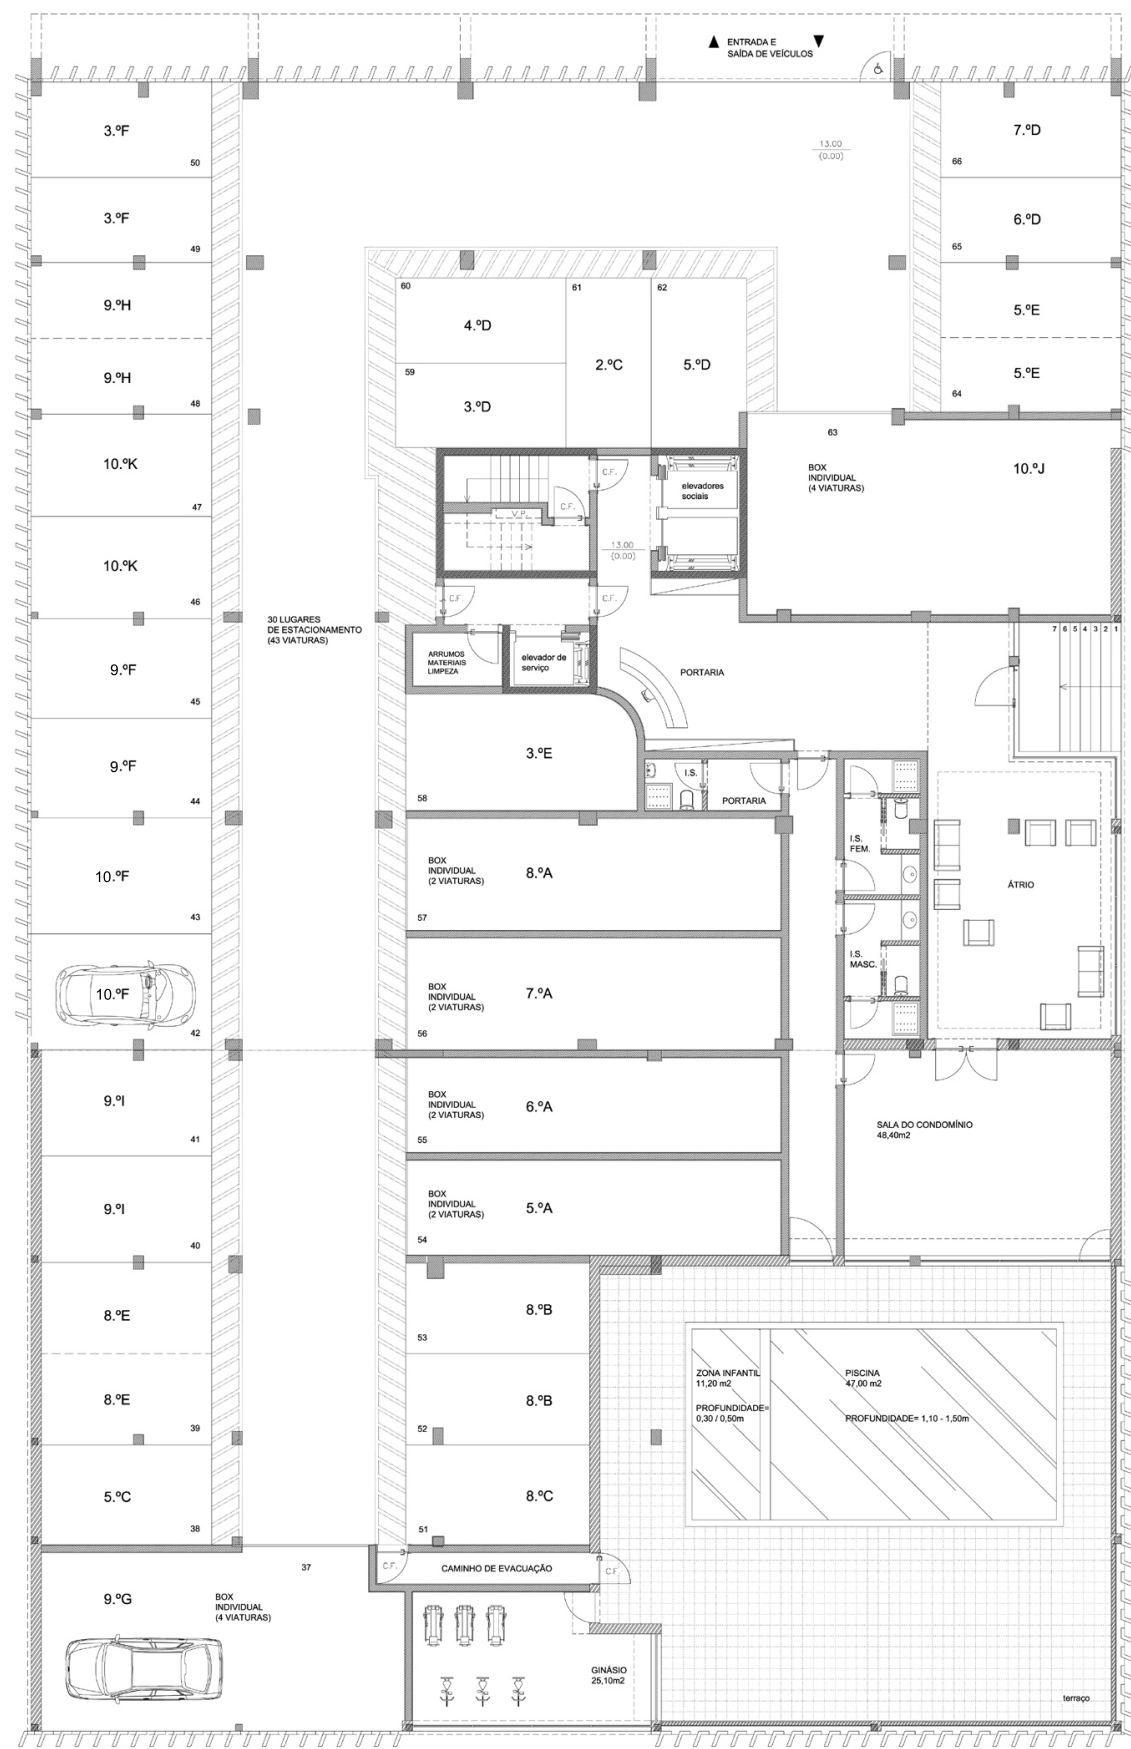 ENTRADA E
SAÍDA DE VEÍCULOS
13.00
(0.00)
3.ºF
50
3.ºF
49
9.ºH
9.ºH
48
10.ºK
47
10.ºK
46
9.ºF
45
9.ºF
44
10.ºF
43
10.ºF
42
9.ºI
41
9.ºI
40
8.ºE
8.ºE
39
5.ºC
38
30 LUGARES
DE ESTACIONAMENTO
(43 VIATURAS)
7.ºD
66
6.ºD
65
5.ºE
5.ºE
64
60
4.ºD
59
3.ºD
61
2.ºC
62
5.ºD
63
BOX
INDIVIDUAL
(4 VIATURAS)
10.ºJ
C.F.
C.F.
V.P.
elevadores
sociais
13.00
(0.00)
C.F.
C.F.
ARRUMOS
MATERIAIS
LIMPEZA
elevador de
serviço
PORTARIA
7 6 5 4 3 2 1
3.ºE
58
I.S.
PORTARIA
BOX
INDIVIDUAL
(2 VIATURAS)
8.ºA
57
BOX
INDIVIDUAL
(2 VIATURAS)
7.ºA
56
BOX
INDIVIDUAL
(2 VIATURAS)
6.ºA
55
BOX
INDIVIDUAL
(2 VIATURAS)
5.ºA
54
I.S.
FEM.
I.S.
MASC.
ÁTRIO
SALA DO CONDOMÍNIO
48,40m2
8.ºB
53
8.ºB
52
8.ºC
51
ZONA INFANTIL
11,20 m2
PROFUNDIDADE=
0,30 / 0,50m
PISCINA
47,00 m2
PROFUNDIDADE= 1,10 - 1,50m
37
9.ºG
BOX
INDIVIDUAL
(4 VIATURAS)
C.F.
CAMINHO DE EVACUAÇÃO
C.F.
GINÁSIO
25,10m2
terraço